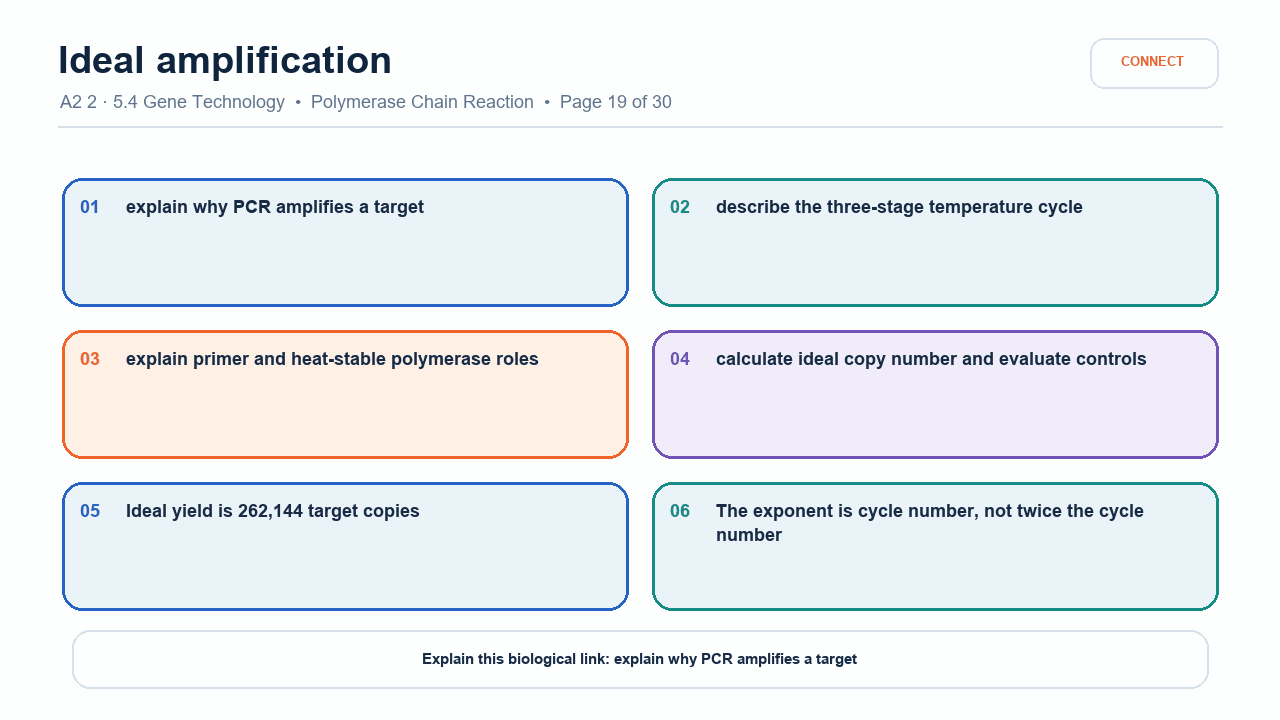 Ideal amplification
CONNECT
A2 2 · 5.4 Gene Technology • Polymerase Chain Reaction • Page 19 of 30
01 explain why PCR amplifies a target
02 describe the three-stage temperature cycle
03 explain primer and heat-stable polymerase roles
04 calculate ideal copy number and evaluate controls
05 Ideal yield is 262,144 target copies
06 The exponent is cycle number, not twice the cycle
number
Explain this biological link: explain why PCR amplifies a target